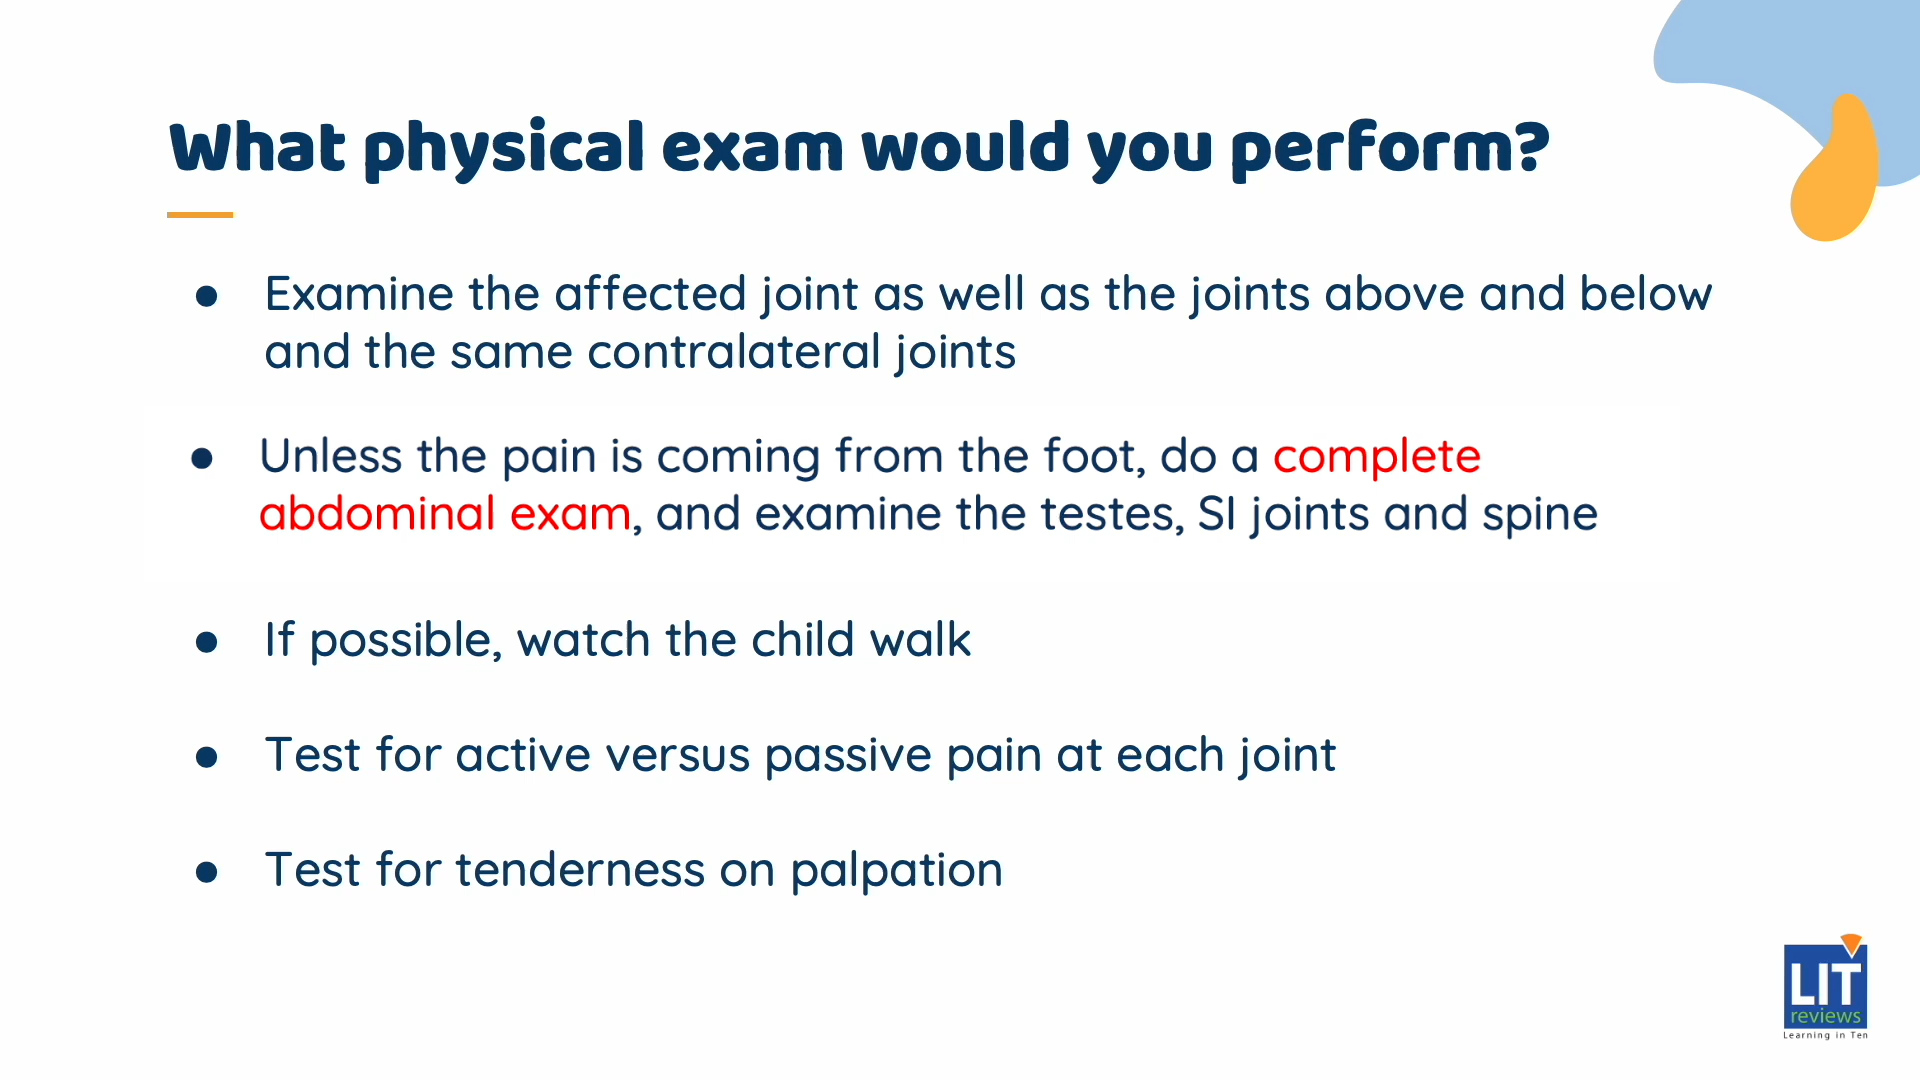 What physical exam would you perform?
● Examine the affected joint as well as the joints above and below
and the same contralateral joints
● Unless the pain is coming from the foot, do a complete
abdominal exam, and examine the testes, SI joints and spine
● If possible, watch the child walk
● Test for active versus passive pain at each joint
● Test for tenderness on palpation
LIT
reviews
Learning in Ten